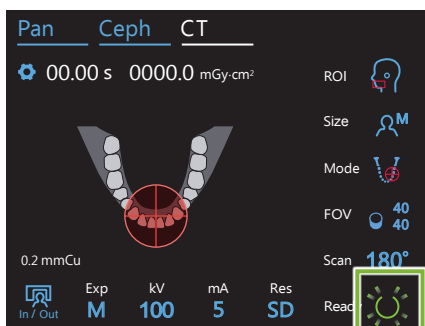 Pan Ceph CT
00.00 s 0000.0 mGy·cm²
ROI
Size M
Mode
FOV 40
40
0.2 mmCu
Scan 180°
Exp kV mA Res
In / Out M 100 5 SD
Ready